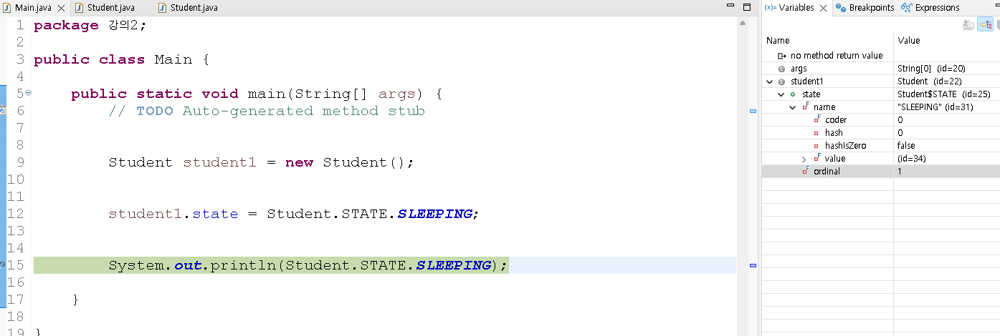 Main.java
Student.java
Student.java
1 package 강의2;
2
3 public class Main {
4
5 public static void main(String[] args) {
6 // TODO Auto-generated method stub
7
8
9 Student student1 = new Student();
10
11
12 student1.state = Student.STATE.SLEEPING;
13
14
15 System.out.println(Student.STATE.SLEEPING);
16
17 }
18
19 }
(x)= Variables
Breakpoints
Expressions
Name Value
no method return value
args String[0] (id=20)
student1 Student (id=22)
state Student$STATE (id=25)
name "SLEEPING" (id=31)
coder 0
hash 0
hashIsZero false
value (id=34)
ordinal 1